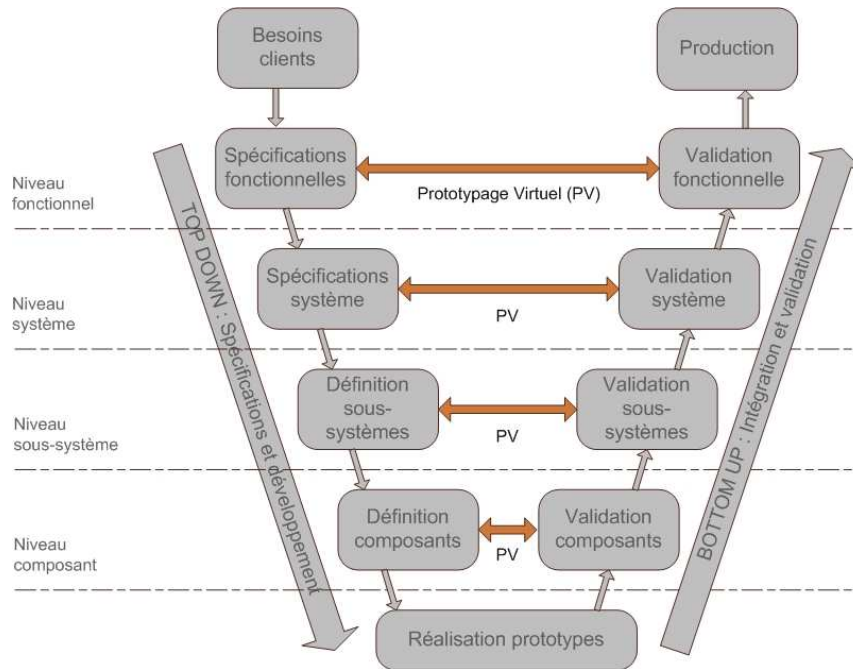 Besoins
clients
Production
Spécifications
fonctionnelles
Validation
fonctionnelle
Prototypage Virtuel (PV)
Niveau
fonctionnel
Spécifications
système
Validation
système
PV
Niveau
système
Définition
sous-
systèmes
Validation
sous-
systèmes
PV
Niveau
sous-système
Définition
composants
Validation
composants
PV
Niveau
composant
Réalisation prototypes
TOP DOWN : Spécifications et développement
BOTTOM UP : Intégration et validation